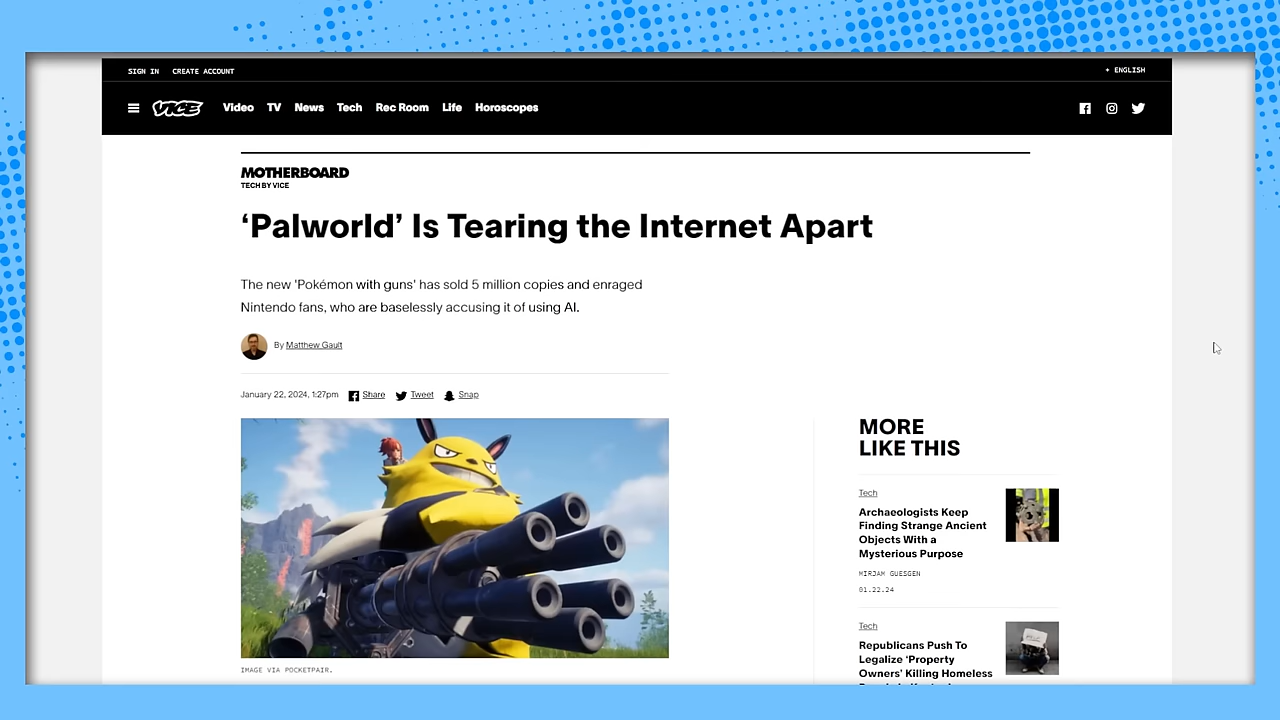 SIGN IN CREATE ACCOUNT + ENGLISH
VICE Video TV News Tech Rec Room Life Horoscopes
MOTHERBOARD
TECH BY VICE
‘Palworld’ Is Tearing the Internet Apart
The new 'Pokémon with guns' has sold 5 million copies and enraged
Nintendo fans, who are baselessly accusing it of using AI.
By Matthew Gault
January 22, 2024, 1:27pm Share Tweet Snap
IMAGE VIA POCKETPAIR.
MORE
LIKE THIS
Tech
Archaeologists Keep
Finding Strange Ancient
Objects With a
Mysterious Purpose
MIRJAM GUESGEN
01.22.24
Tech
Republicans Push To
Legalize ‘Property
Owners’ Killing Homeless